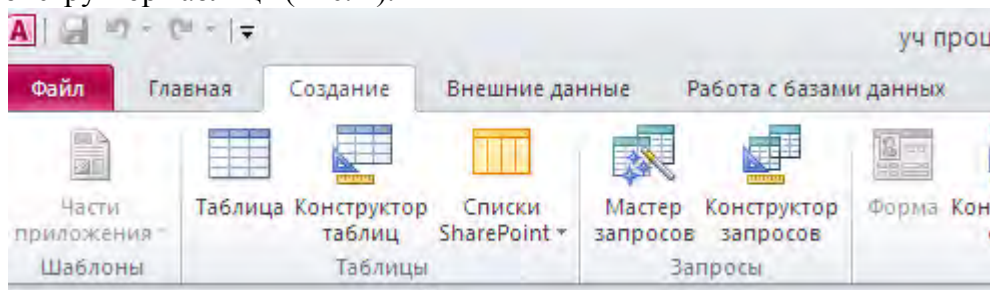 A
уч
Файл Главная Создание Внешние данные Работа с базами данных
Части приложения
Таблица
Конструктор таблиц
Списки SharePoint
Мастер запросов
Конструктор запросов
Форма
Шаблоны Таблицы Запросы